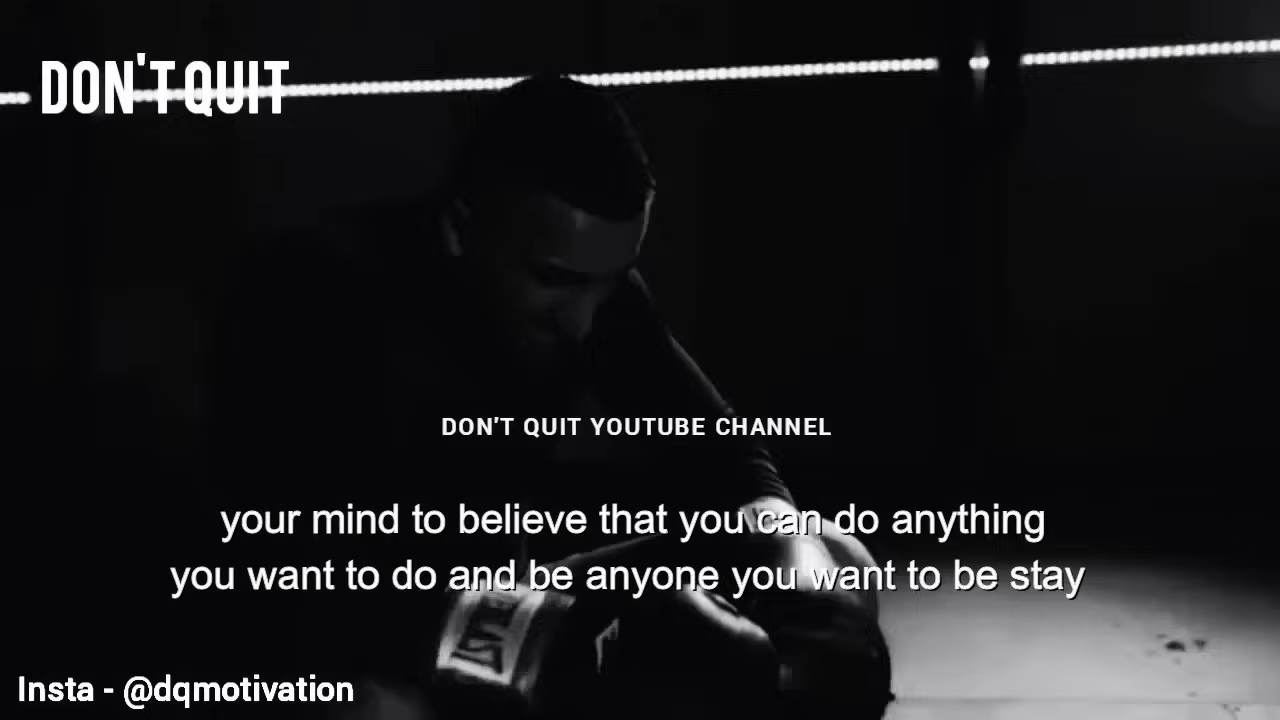 DON'T QUIT
DON'T QUIT YOUTUBE CHANNEL
your mind to believe that you can do anything
you want to do and be anyone you want to be stay
Insta - @dqmotivation